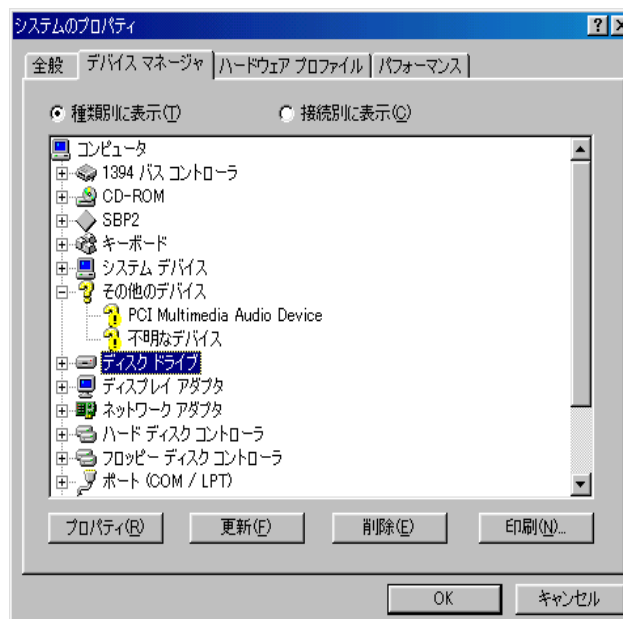 システムのプロパティ
全般 デバイス マネージャ ハードウェア プロファイル パフォーマンス
種類別に表示(T) 接続別に表示(C)
コンピュータ
1394 バス コントローラ
CD-ROM
SBP2
キーボード
システム デバイス
その他のデバイス
PCI Multimedia Audio Device
不明なデバイス
ディスク ドライブ
ディスプレイ アダプタ
ネットワーク アダプタ
ハード ディスク コントローラ
フロッピー ディスク コントローラ
ポート (COM / LPT)
プロパティ(R) 更新(F) 削除(E) 印刷(N)...
OK キャンセル